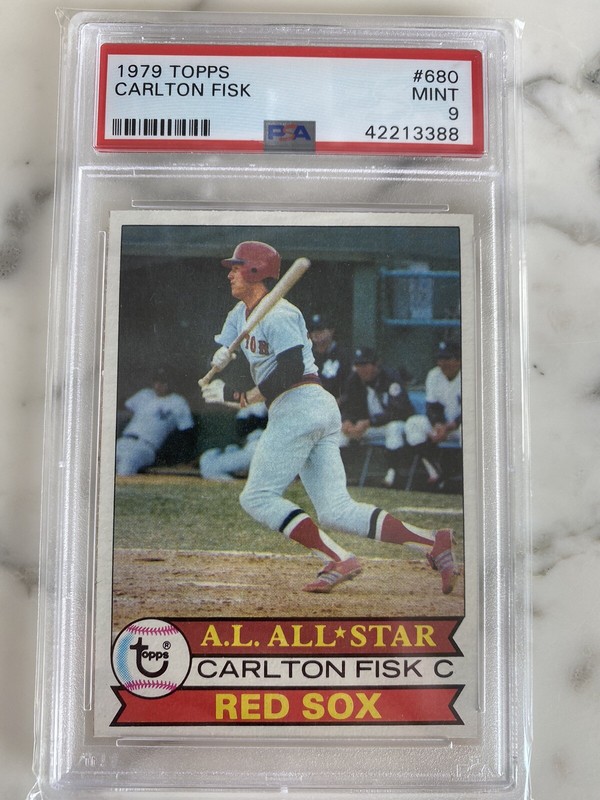 1979 TOPPS #680
CARLTON FISK MINT
9
PSA 42213388
A.L. ALL★STAR
topps®
CARLTON FISK C
RED SOX